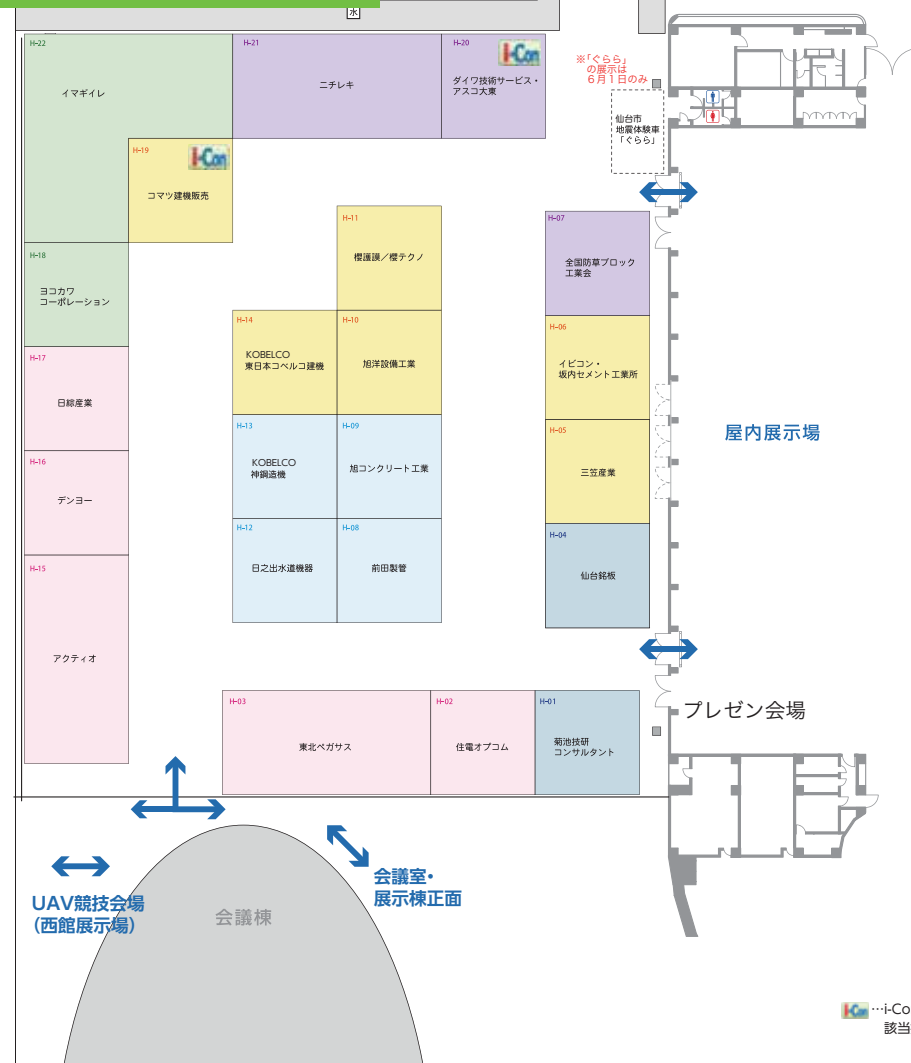 水
H-22
イマギイレ
H-21
ニチレキ
H-20
i-Con
ダイワ技術サービス・
アスコ大東
※「ぐらら」
の展示は
6月1日のみ
仙台市
地震体験車
「ぐらら」
H-19
i-Con
コマツ建機販売
H-11
櫻護謨／櫻テクノ
H-07
全国防草ブロック
工業会
H-18
ヨコカワ
コーポレーション
H-14
KOBELCO
東日本コベルコ建機
H-10
旭洋設備工業
H-06
イビコン・
坂内セメント工業所
H-17
日綜産業
H-13
KOBELCO
神鋼造機
H-09
旭コンクリート工業
H-05
三笠産業
屋内展示場
H-16
デンヨー
H-12
日之出水道機器
H-08
前田製管
H-04
仙台銘板
H-15
アクティオ
H-03
東北ペガサス
H-02
住電オプコム
H-01
菊池技研
コンサルタント
プレゼン会場
UAV競技会場
（西館展示場）
会議棟
会議室・
展示棟正面
i-Con …i-Co
該当